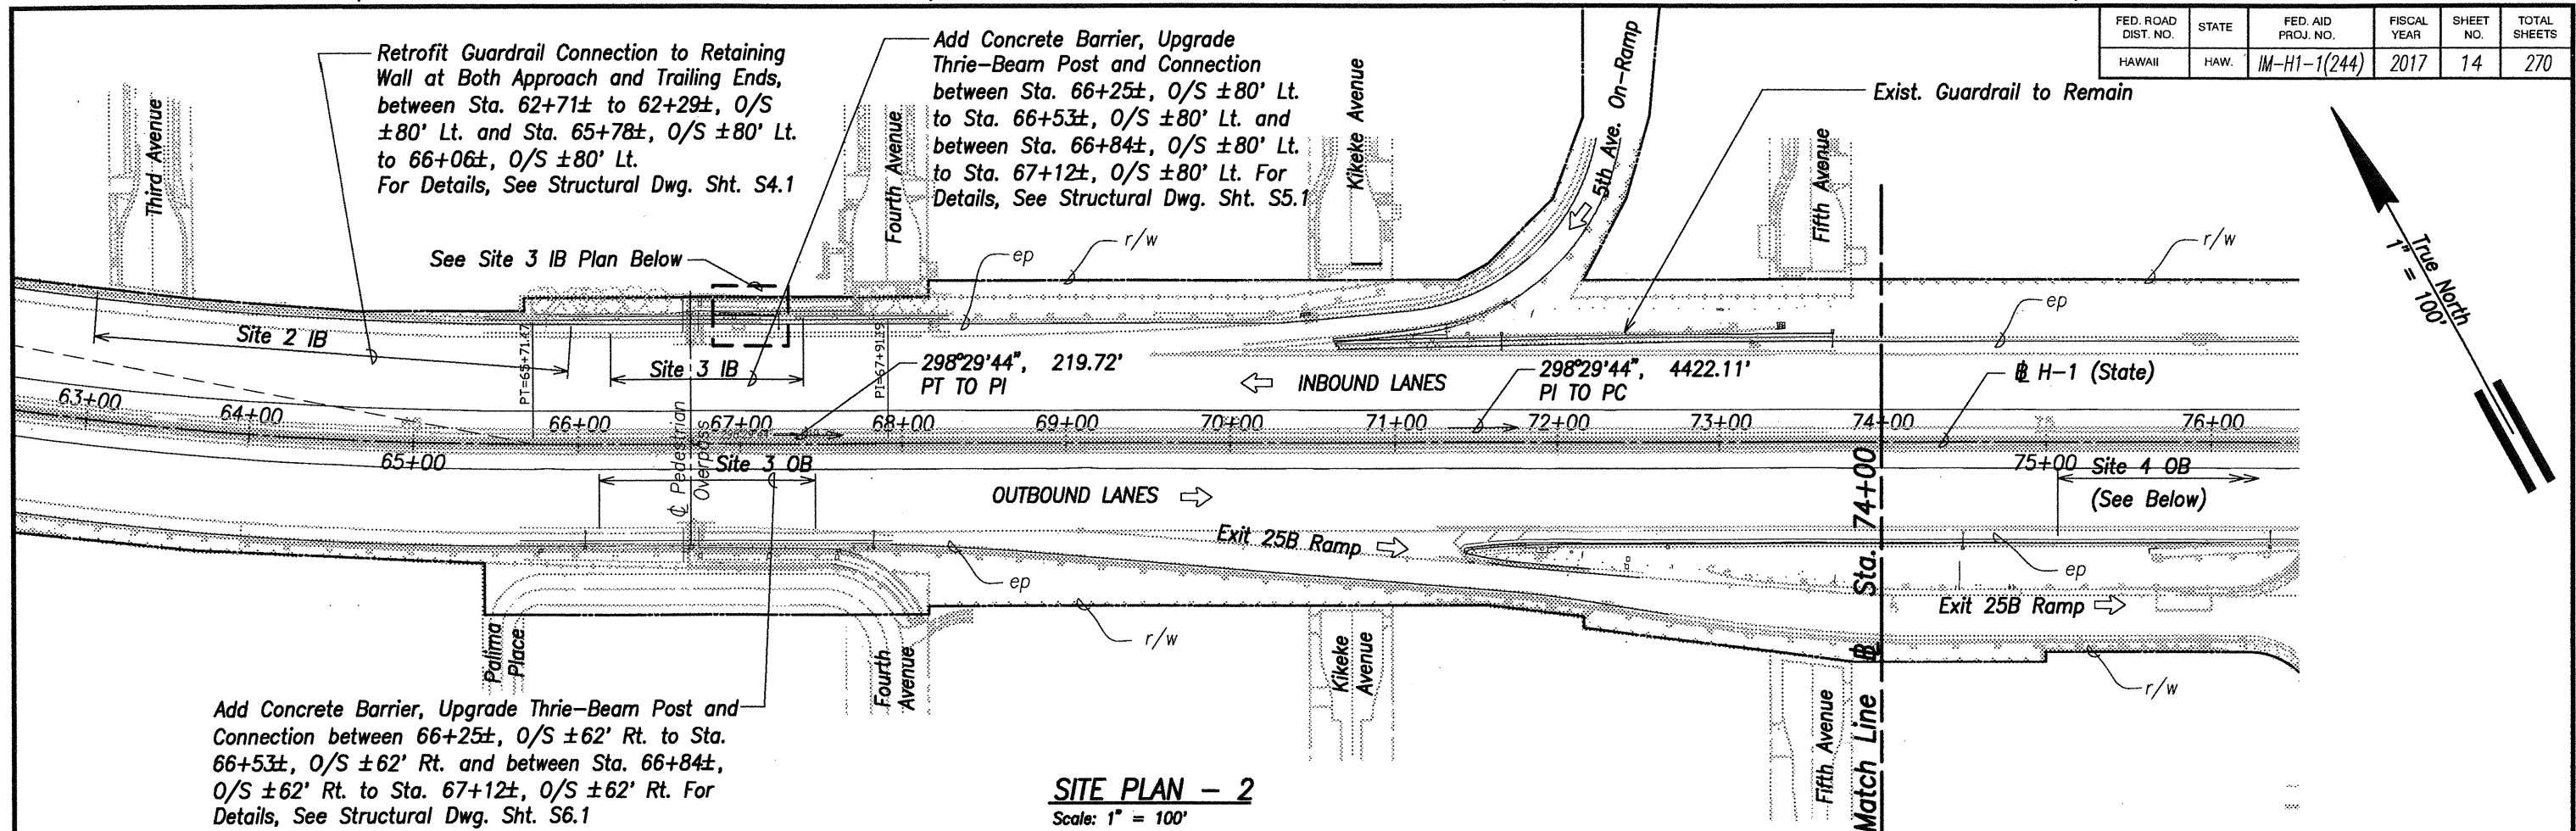 FED. ROAD DIST. NO.
STATE
FED. AID PROJ. NO.
FISCAL YEAR
SHEET NO.
TOTAL SHEETS
HAWAII
HAW.
IM-H1-1(244)
2017
14
270
Retrofit Guardrail Connection to Retaining
Wall at Both Approach and Trailing Ends,
between Sta. 62+71± to 62+29±, O/S
±80' Lt. and Sta. 65+78±, O/S ±80' Lt.
to 66+06±, O/S ±80' Lt.
For Details, See Structural Dwg. Sht. S4.1
Add Concrete Barrier, Upgrade
Thrie-Beam Post and Connection
between Sta. 66+25±, O/S ±80' Lt.
to Sta. 66+53±, O/S ±80' Lt. and
between Sta. 66+84±, O/S ±80' Lt.
to Sta. 67+12±, O/S ±80' Lt. For
Details, See Structural Dwg. Sht. S5.1
Exist. Guardrail to Remain
Third Avenue
Fourth Avenue
Kikeke Avenue
5th Ave. On-Ramp
Fifth Avenue
True North
1" = 100'
See Site 3 IB Plan Below
ep
r/w
r/w
ep
Site 2 IB
PT=65+71.47
Site 3 IB
PI=67+91.19
298°29'44", 219.72'
PT TO PI
INBOUND LANES
298°29'44", 4422.11'
PI TO PC
B H-1 (State)
63+00
64+00
65+00
66+00
67+00
68+00
69+00
70+00
71+00
72+00
73+00
74+00
75+00
76+00
℄ Pedestrian
Overpass
Site 3 OB
OUTBOUND LANES
Site 4 OB
(See Below)
Exit 25B Ramp
ep
ep
Exit 25B Ramp
r/w
r/w
Palima
Place
Fourth
Avenue
Kikeke
Avenue
Fifth Avenue
Match Line B Sta. 74+00
Add Concrete Barrier, Upgrade Thrie-Beam Post and
Connection between 66+25±, O/S ±62' Rt. to Sta.
66+53±, O/S ±62' Rt. and between Sta. 66+84±,
O/S ±62' Rt. to Sta. 67+12±, O/S ±62' Rt. For
Details, See Structural Dwg. Sht. S6.1
SITE PLAN - 2
Scale: 1" = 100'